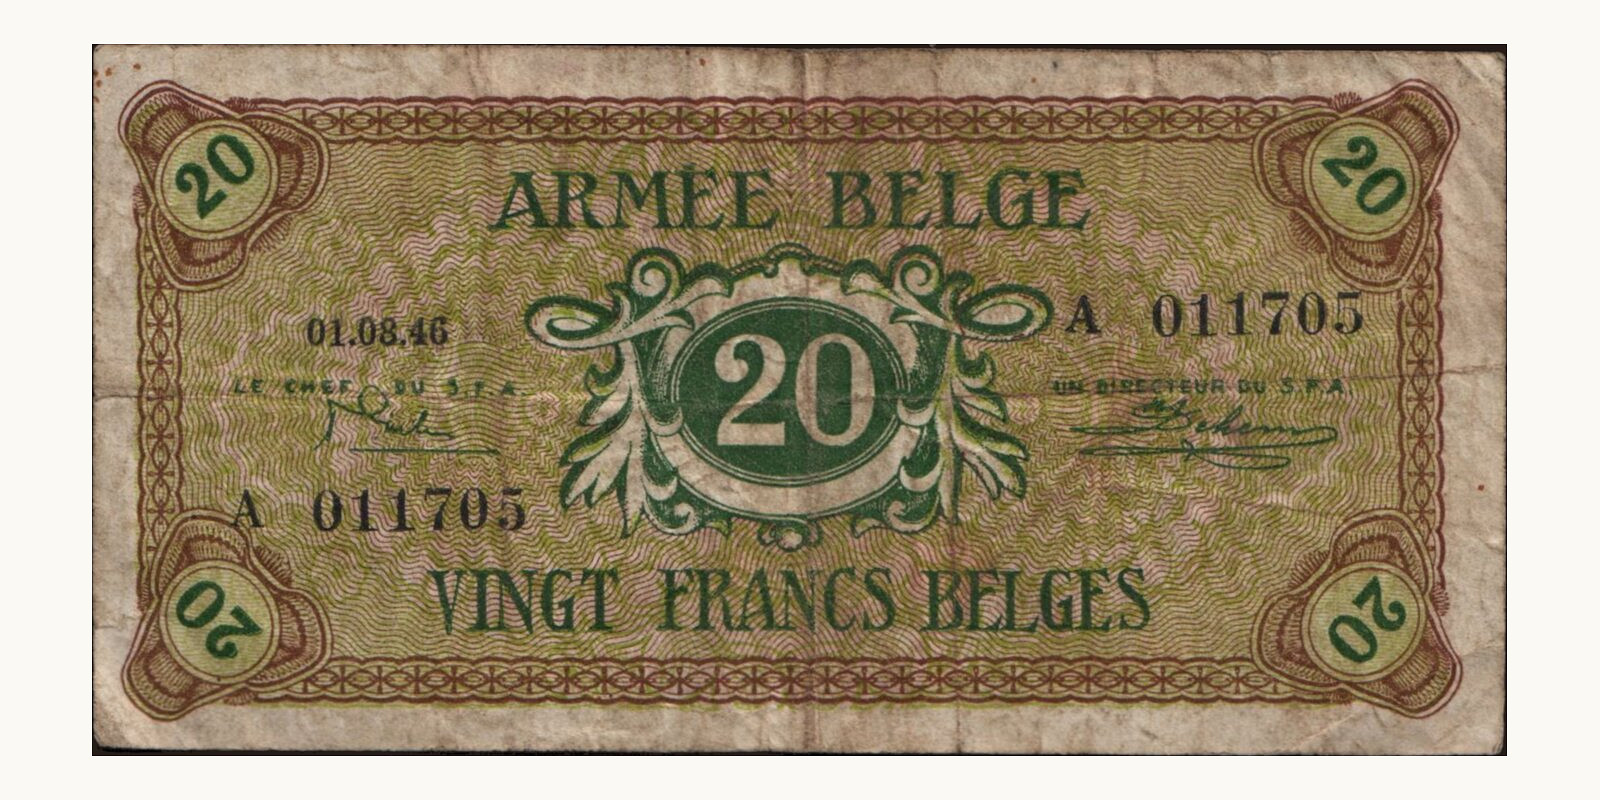 20 20
ARMÉE BELGE
A 011705
01.08.46
20
LE CHEF DU S.F.A.
UN DIRECTEUR DU S.F.A.
A 011705
VINGT FRANCS BELGES
20 20